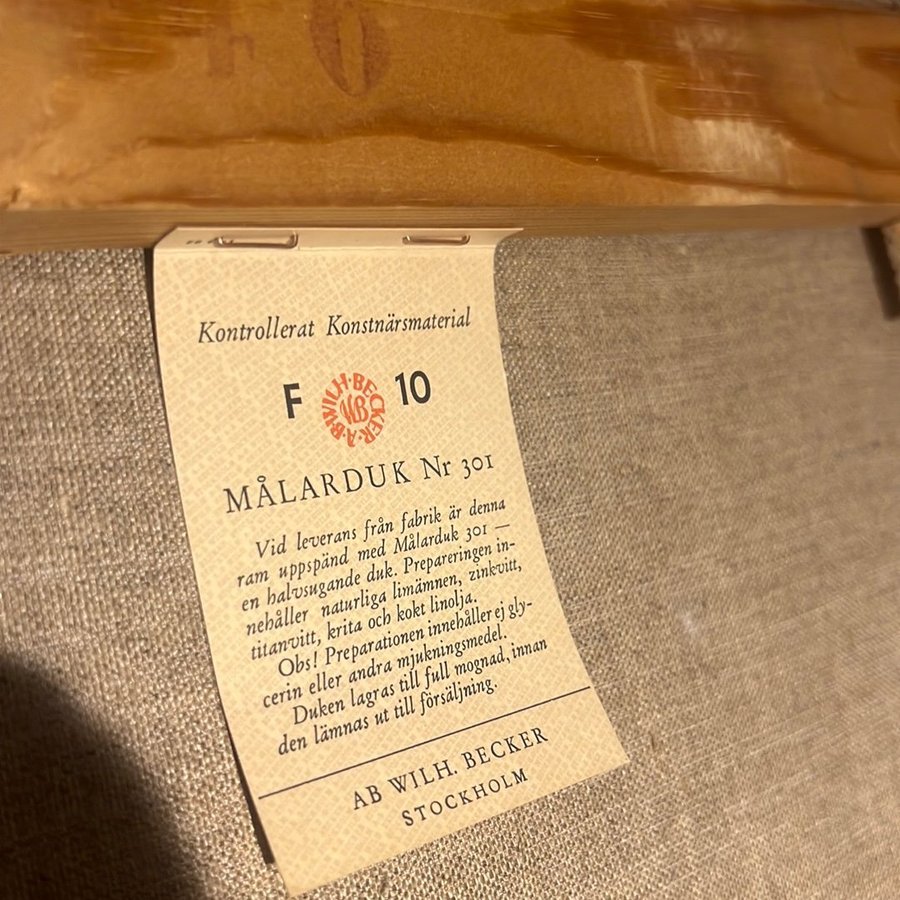 Kontrollerat Konstnärsmaterial
F A·B·WILH·BECKER WB 10
MÅLARDUK Nr 301
Vid leverans från fabrik är denna
ram uppspänd med Målarduk 301 —
en halvsugande duk. Prepareringen in-
nehåller naturliga limämnen, zinkvitt,
titanvitt, krita och kokt linolja.
Obs! Preparationen innehåller ej gly-
cerin eller andra mjukningsmedel.
Duken lagras till full mognad, innan
den lämnas ut till försäljning.
AB WILH. BECKER
STOCKHOLM